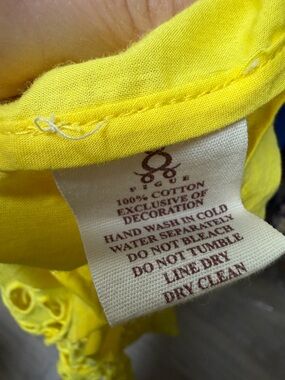 FIGUE
100% COTTON
EXCLUSIVE OF
DECORATION
HAND WASH IN COLD
WATER SEPARATELY
DO NOT BLEACH
DO NOT TUMBLE
LINE DRY
DRY CLEAN